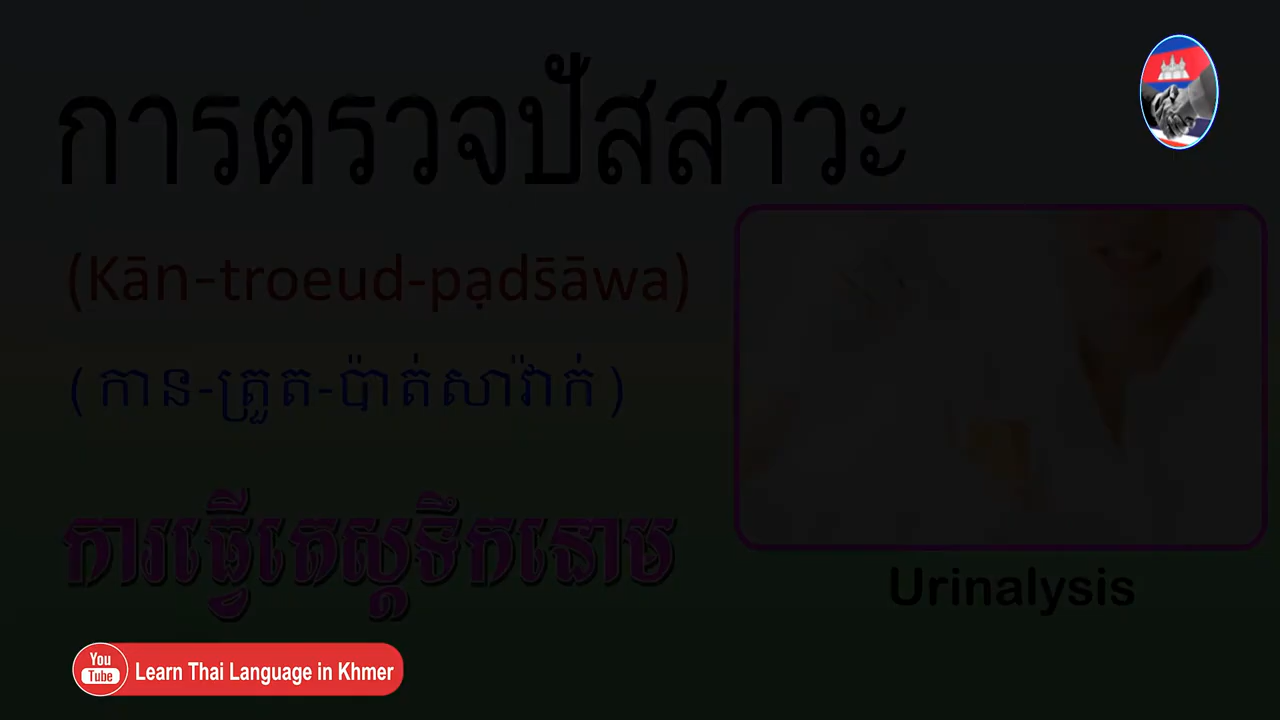 การตรวจปัสสาวะ
(Kān-troeud-pạds̄āwa)
(កាន-ត្រួត-ប៉ាត់សាវ៉ាក់)
ការធ្វើតេស្តទឹកនោម
Urinalysis
You
Tube
Learn Thai Language in Khmer